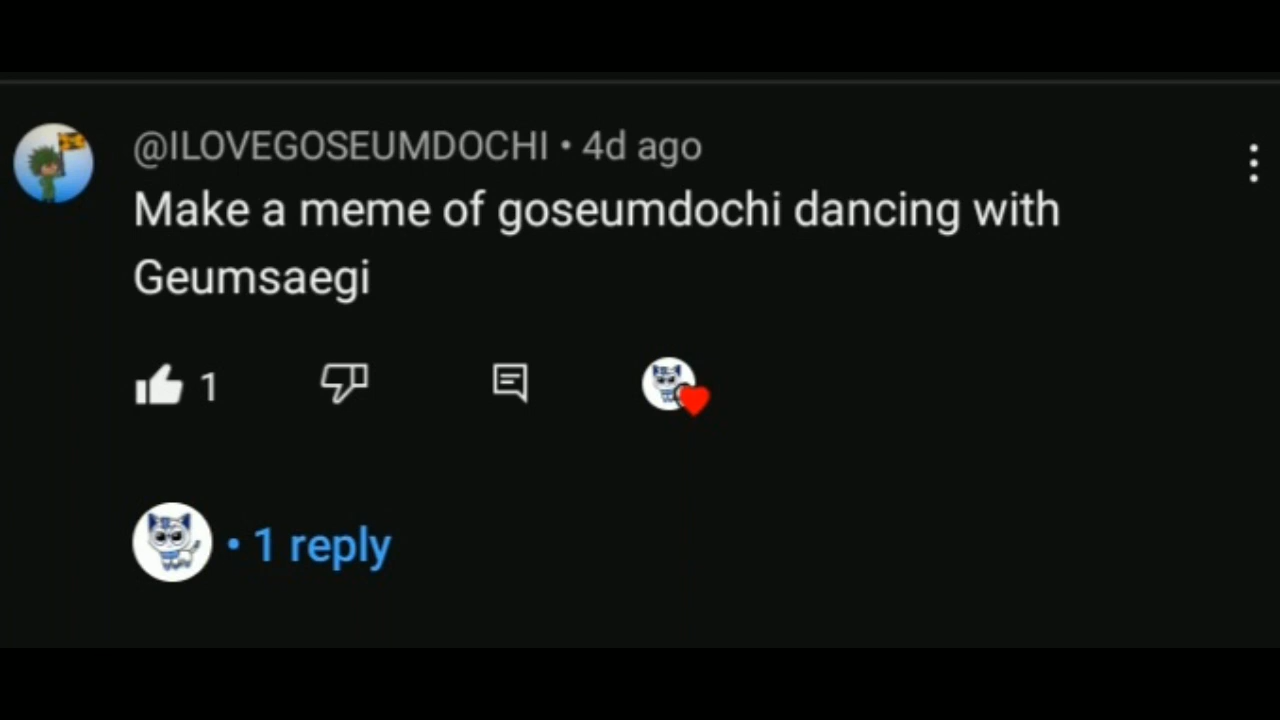 @ILOVEGOSEUMDOCHI • 4d ago
Make a meme of goseumdochi dancing with
Geumsaegi
1
• 1 reply